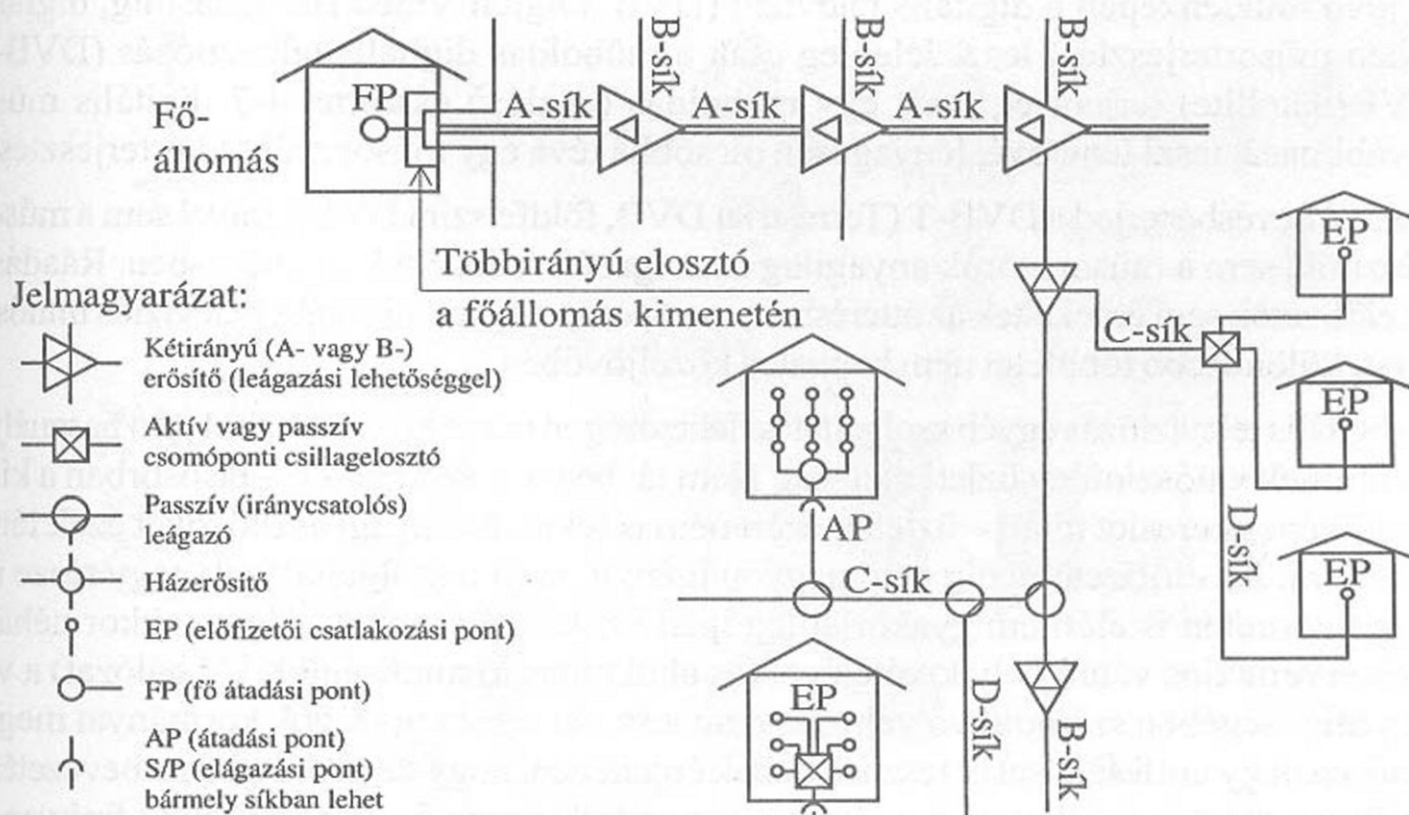 Fő-
állomás
FP
A-sík
A-sík
A-sík
B-sík
B-sík
B-sík
Többirányú elosztó
a főállomás kimenetén
Jelmagyarázat:
Kétirányú (A- vagy B-)
erősítő (leágazási lehetőséggel)
Aktív vagy passzív
csomóponti csillagelosztó
Passzív (iránycsatolós)
leágazó
Házerősítő
EP (előfizetői csatlakozási pont)
FP (fő átadási pont)
AP (átadási pont)
S/P (elágazási pont)
bármely síkban lehet
AP
C-sík
EP
D-sík
B-sík
C-sík
D-sík
EP
EP
EP